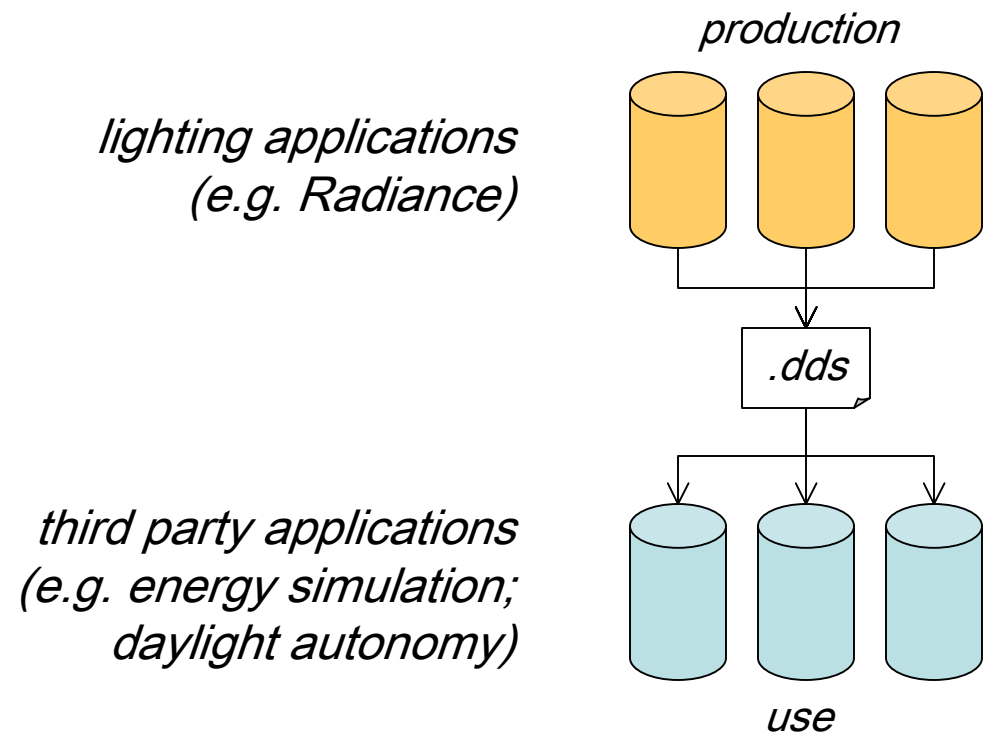 production
lighting applications
(e.g. Radiance)
.dds
third party applications
(e.g. energy simulation;
daylight autonomy)
use